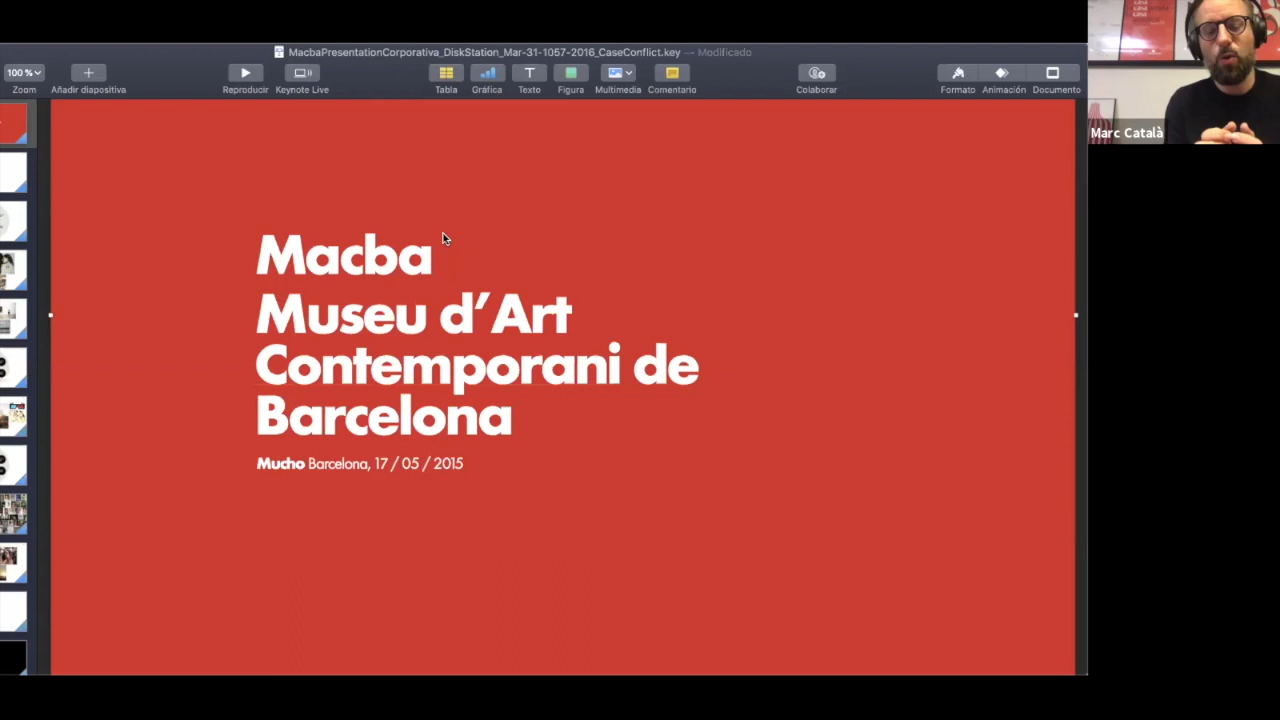 MacbaPresentationCorporativa_DiskStation_Mar-31-1057-2016_CaseConflict.key — Modificado
100 %
Zoom
Añadir diapositiva
Reproducir
Keynote Live
Tabla
Gráfica
T
Texto
Figura
Multimedia
Comentario
Colaborar
Formato
Animación
Documento
Marc Català
Macba
Museu d’Art
Contemporani de
Barcelona
Mucho Barcelona, 17 / 05 / 2015